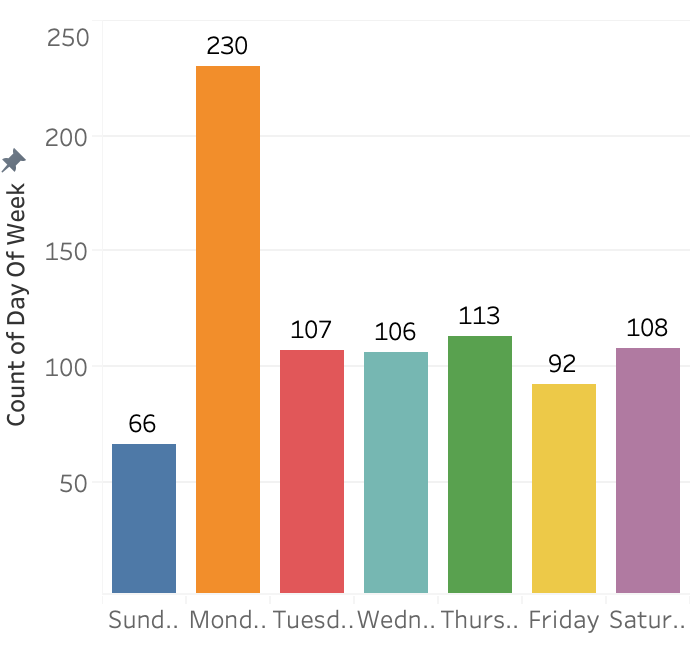 250
200
150
100
50
Count of Day Of Week
66
230
107
106
113
92
108
Sund..
Mond..
Tuesd..
Wedn..
Thurs..
Friday
Satur..